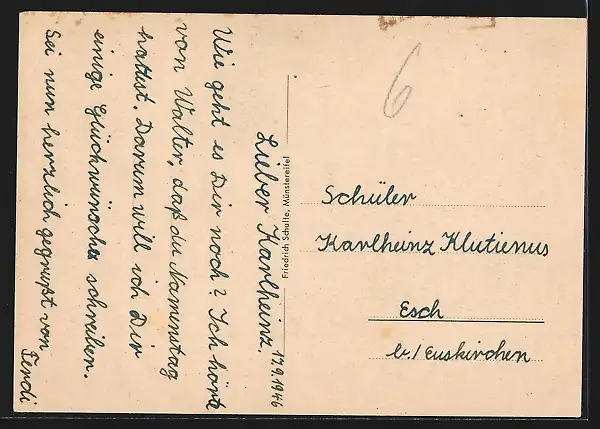 17.9.1946
Lieber Karlheinz.
Wie geht es Dir noch? Ich hörte
von Walter, daß du Namenstag
hattest. Darum will ich Dir
einige Glückwünsche schreiben.
Sei nun herzlich gegrüßt von
Ferdi
Friedrich Schulte, Münstereifel
6
Schüler
Karlheinz Klutienus
Esch
b./Euskirchen